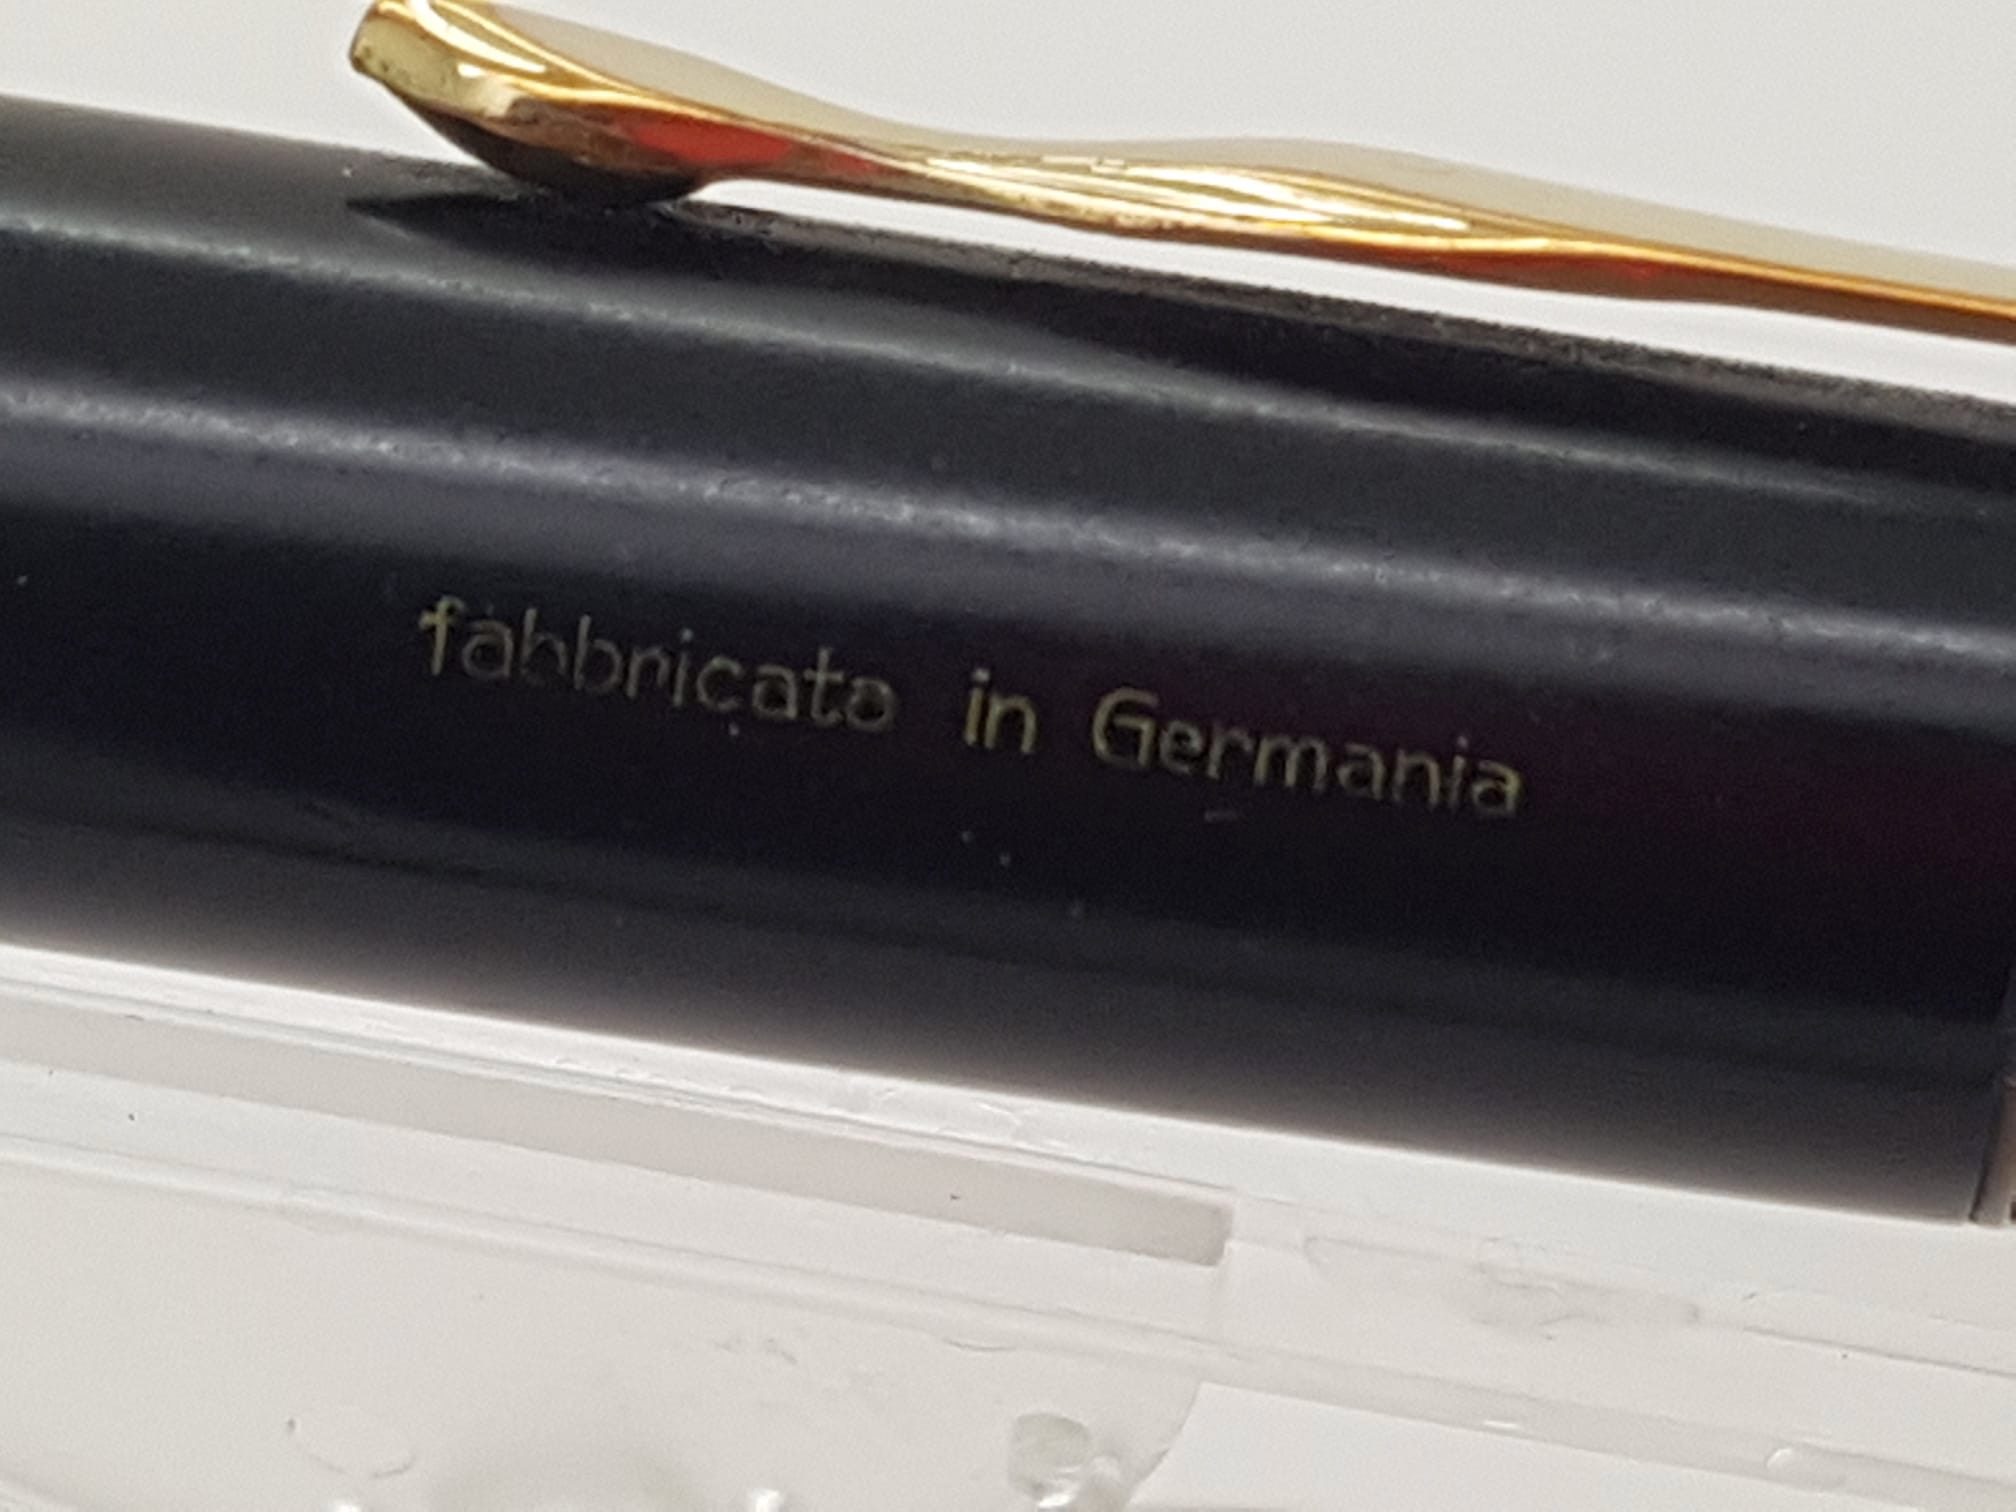 fabbricato in Germania